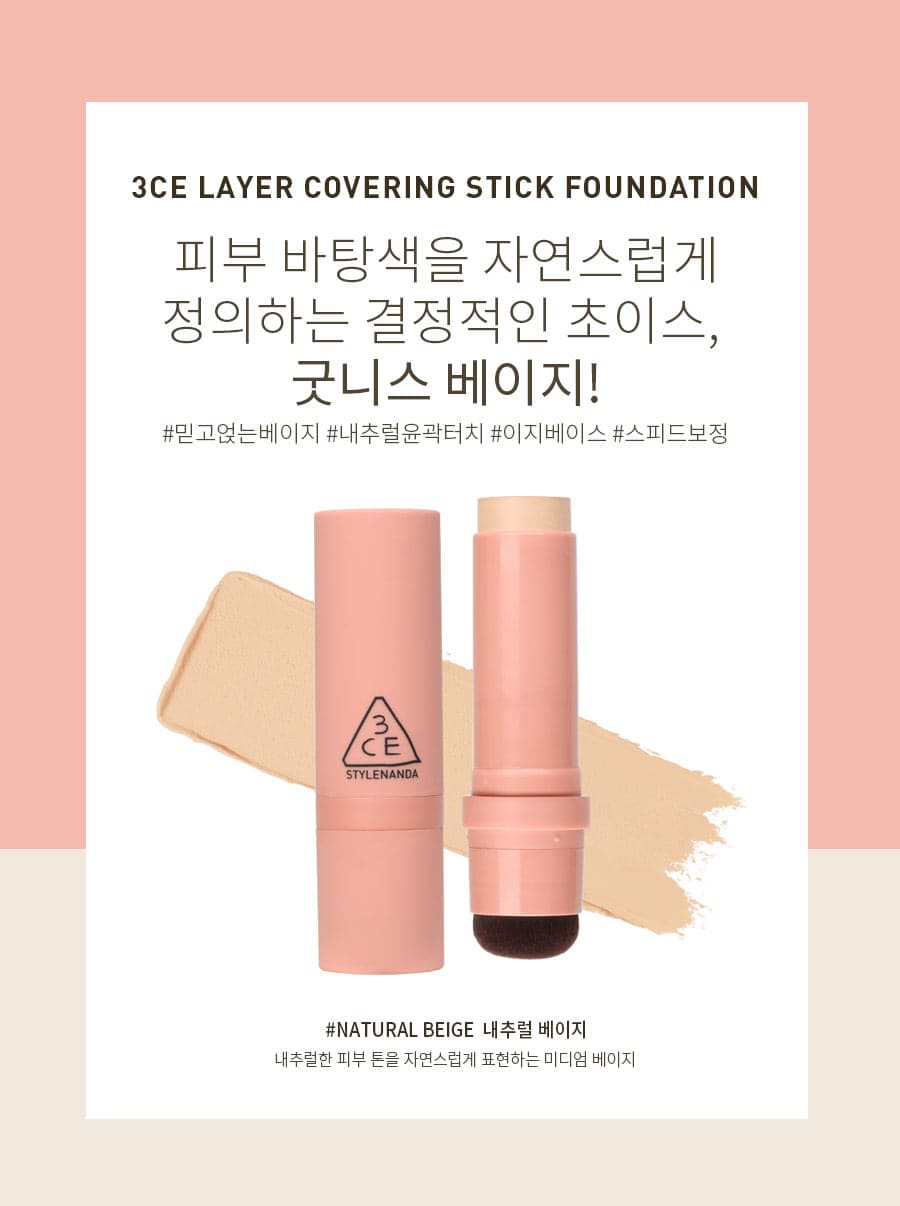 3CE LAYER COVERING STICK FOUNDATION
피부 바탕색을 자연스럽게
정의하는 결정적인 초이스,
굿니스 베이지!
#믿고얹는베이지 #내추럴윤곽터치 #이지베이스 #스피드보정
3
CE
STYLENANDA
#NATURAL BEIGE 내추럴 베이지
내추럴한 피부 톤을 자연스럽게 표현하는 미디엄 베이지